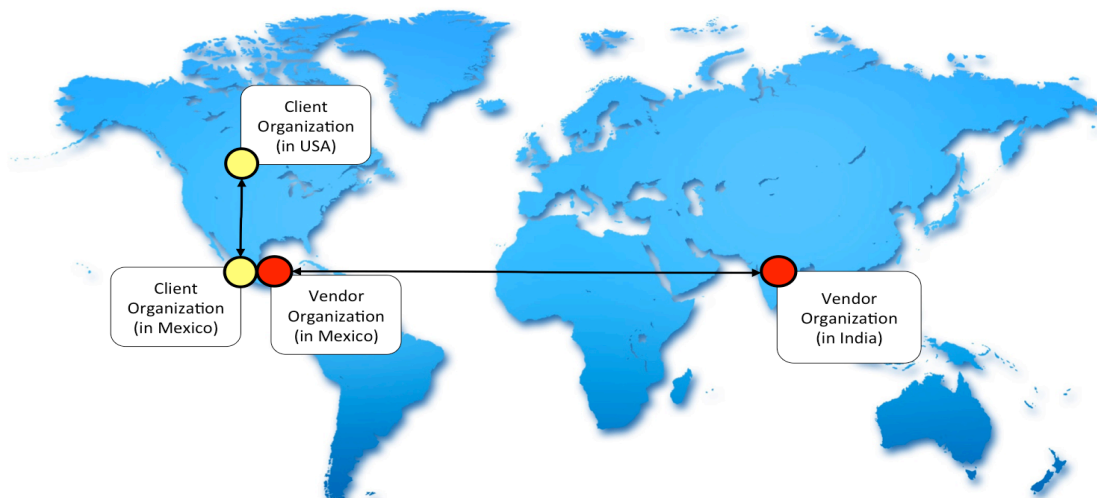 Client
Organization
(in USA)
Client
Organization
(in Mexico)
Vendor
Organization
(in Mexico)
Vendor
Organization
(in India)